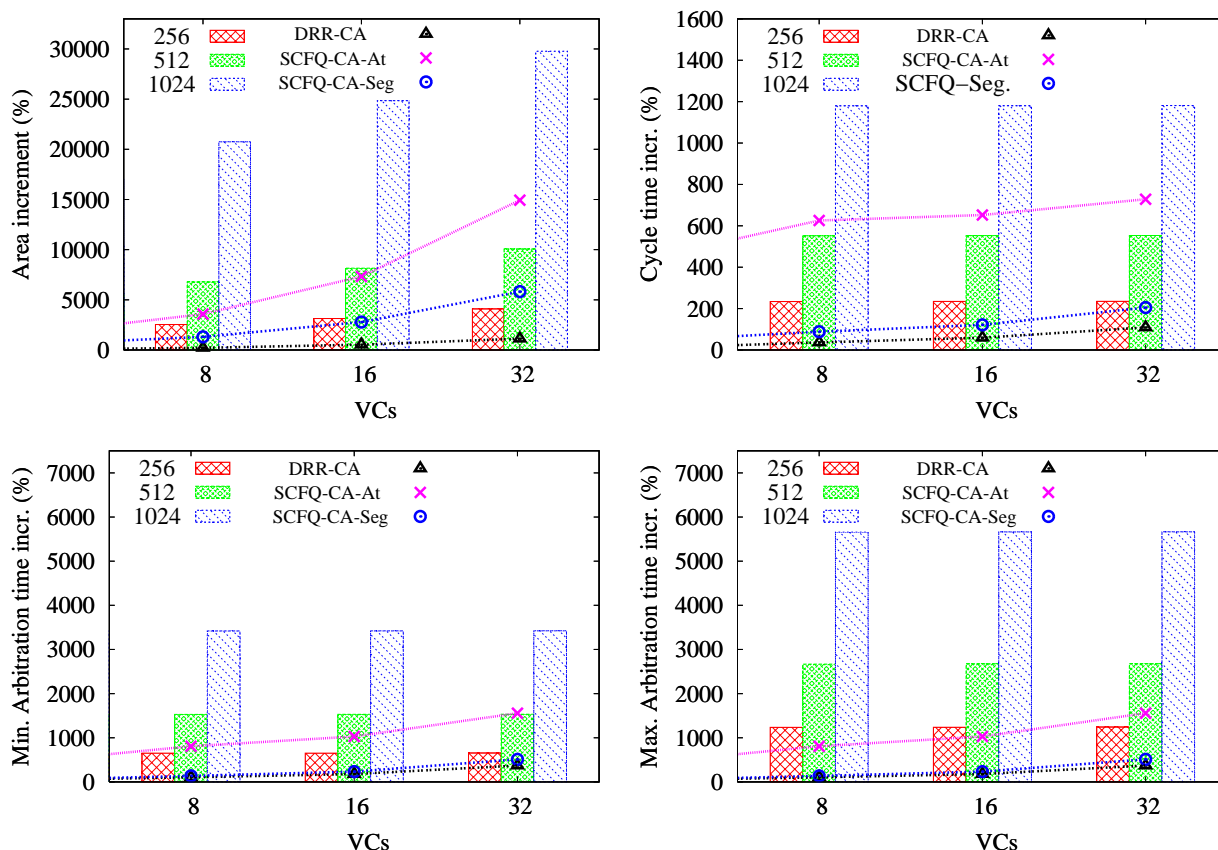 256 DRR-CA
512 SCFQ-CA-At
1024 SCFQ-CA-Seg
Area increment (%)
30000
25000
20000
15000
10000
5000
0
8 16 32
VCs
256 DRR-CA
512 SCFQ-CA-At
1024 SCFQ–Seg.
Cycle time incr. (%)
1600
1400
1200
1000
800
600
400
200
0
8 16 32
VCs
256 DRR-CA
512 SCFQ-CA-At
1024 SCFQ-CA-Seg
Min. Arbitration time incr. (%)
7000
6000
5000
4000
3000
2000
1000
0
8 16 32
VCs
256 DRR-CA
512 SCFQ-CA-At
1024 SCFQ-CA-Seg
Max. Arbitration time incr. (%)
7000
6000
5000
4000
3000
2000
1000
0
8 16 32
VCs